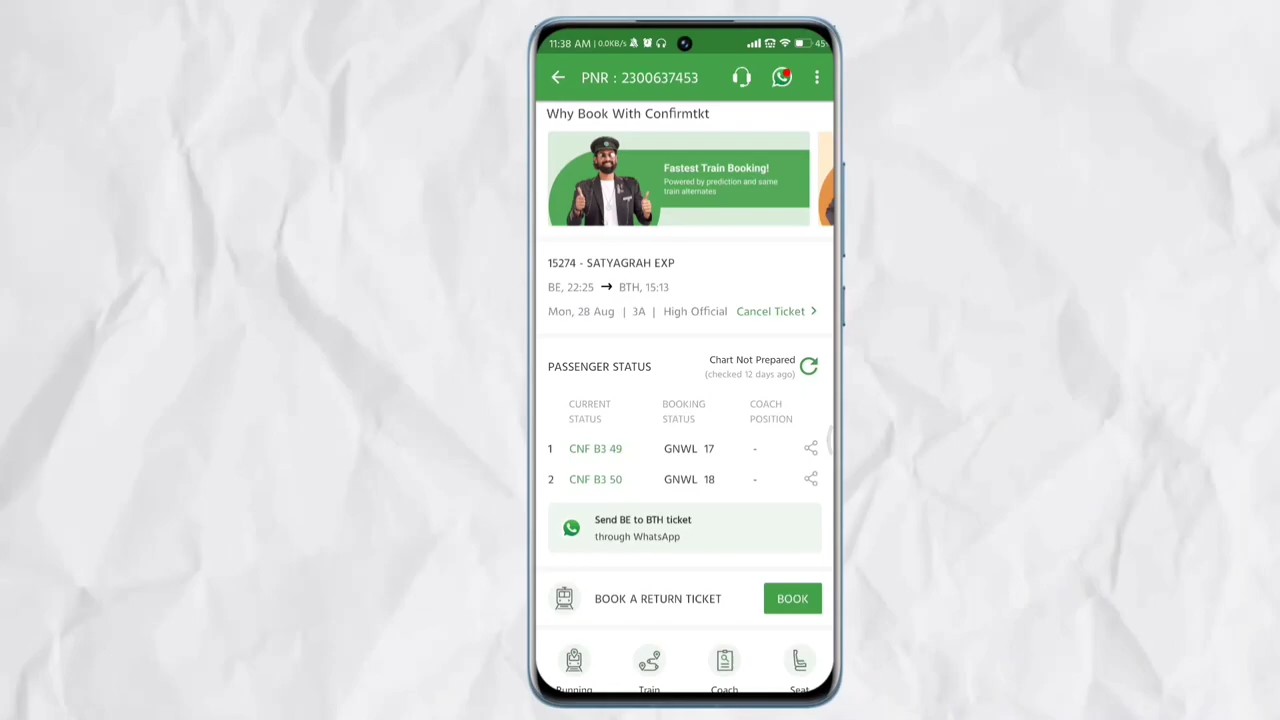 11:38 AM | 0.0KB/s 45
PNR : 2300637453
Why Book With Confirmtkt
Fastest Train Booking!
Powered by prediction and same
train alternates
15274 - SATYAGRAH EXP
BE, 22:25 → BTH, 15:13
Mon, 28 Aug | 3A | High Official Cancel Ticket >
PASSENGER STATUS
Chart Not Prepared
(checked 12 days ago)
CURRENT STATUS BOOKING STATUS COACH POSITION
1 CNF B3 49 GNWL 17 -
2 CNF B3 50 GNWL 18 -
Send BE to BTH ticket
through WhatsApp
BOOK A RETURN TICKET BOOK
Running Train Coach Seat